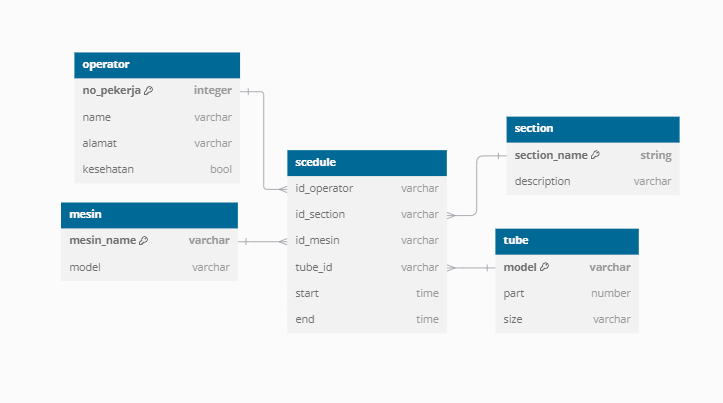 operator
no_pekerja integer
name varchar
alamat varchar
kesehatan bool
mesin
mesin_name varchar
model varchar
scedule
id_operator varchar
id_section varchar
id_mesin varchar
tube_id varchar
start time
end time
section
section_name string
description varchar
tube
model varchar
part number
size varchar